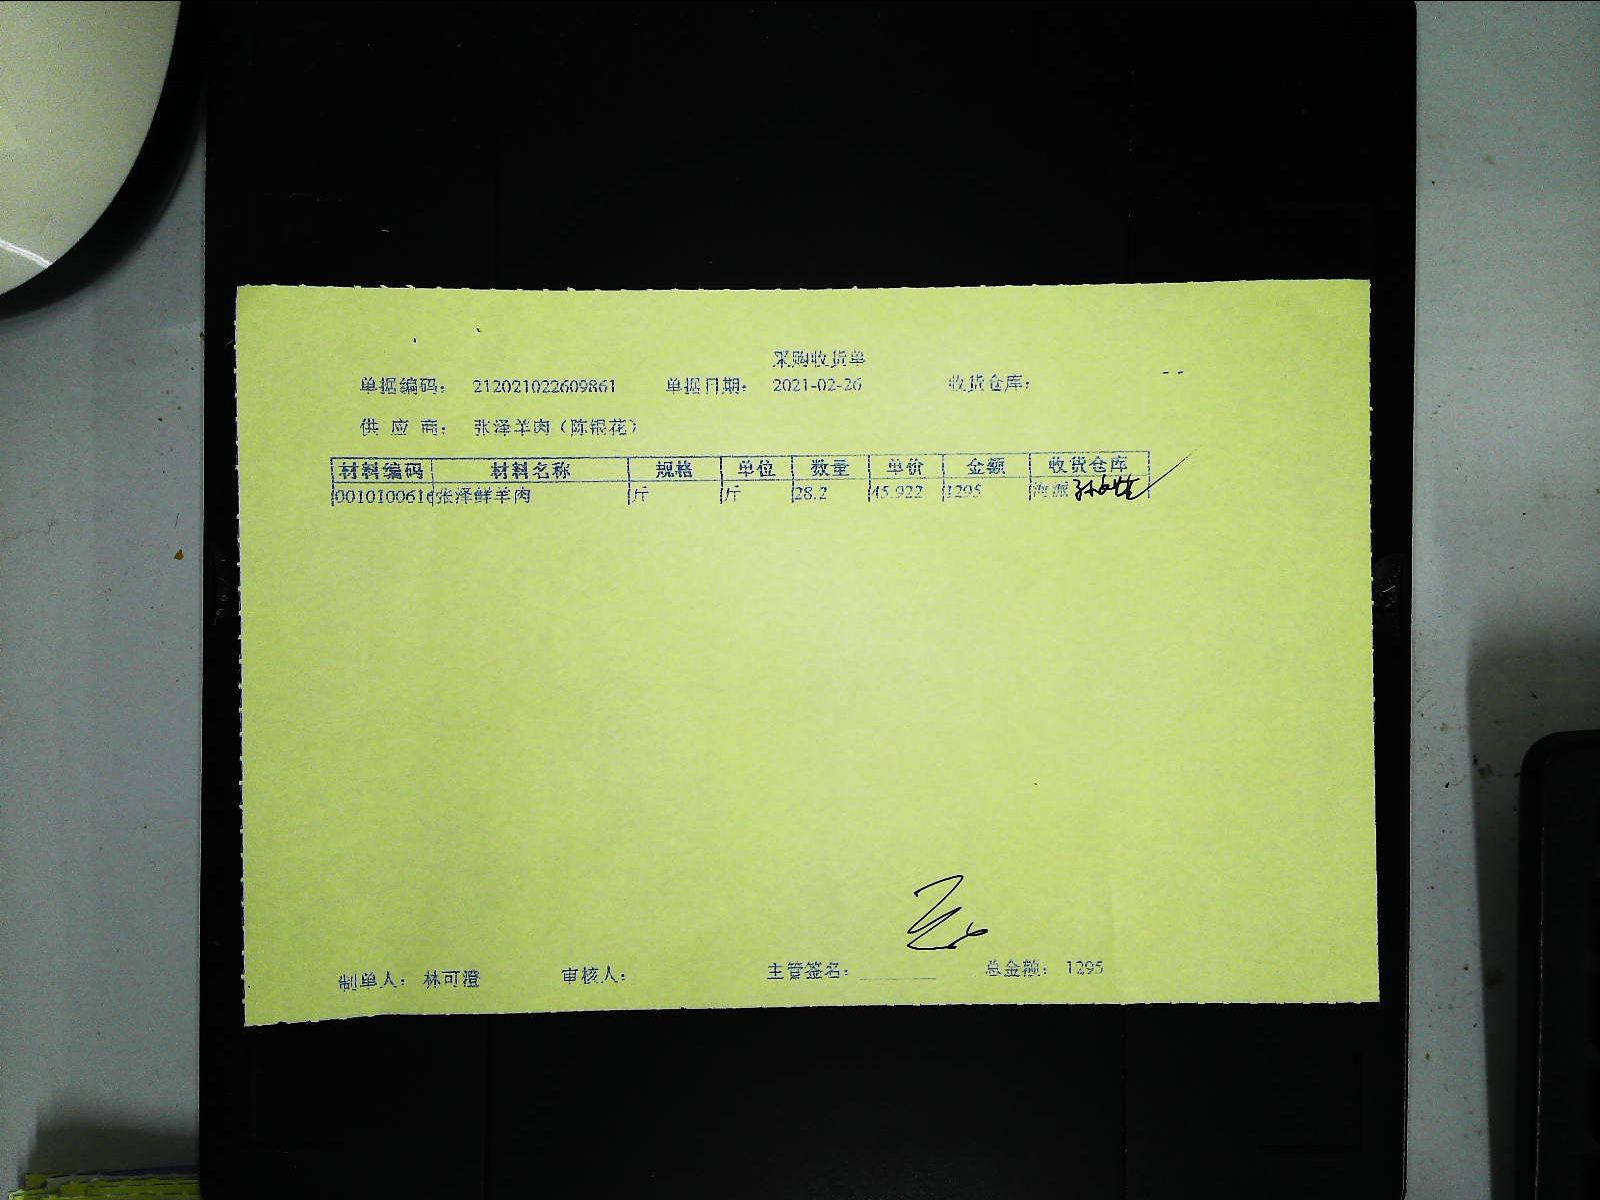 采购收货单
单据编码： 212021022609861 单据日期： 2021-02-26 收货仓库： --
供 应 商： 张泽羊肉（陈银花）
材料编码 材料名称 规格 单位 数量 单价 金额 收货仓库
0010100616 张泽鲜羊肉 斤 斤 28.2 45.922 1295 海派
制单人： 林可澄 审核人： 主管签名： 总金额： 1295